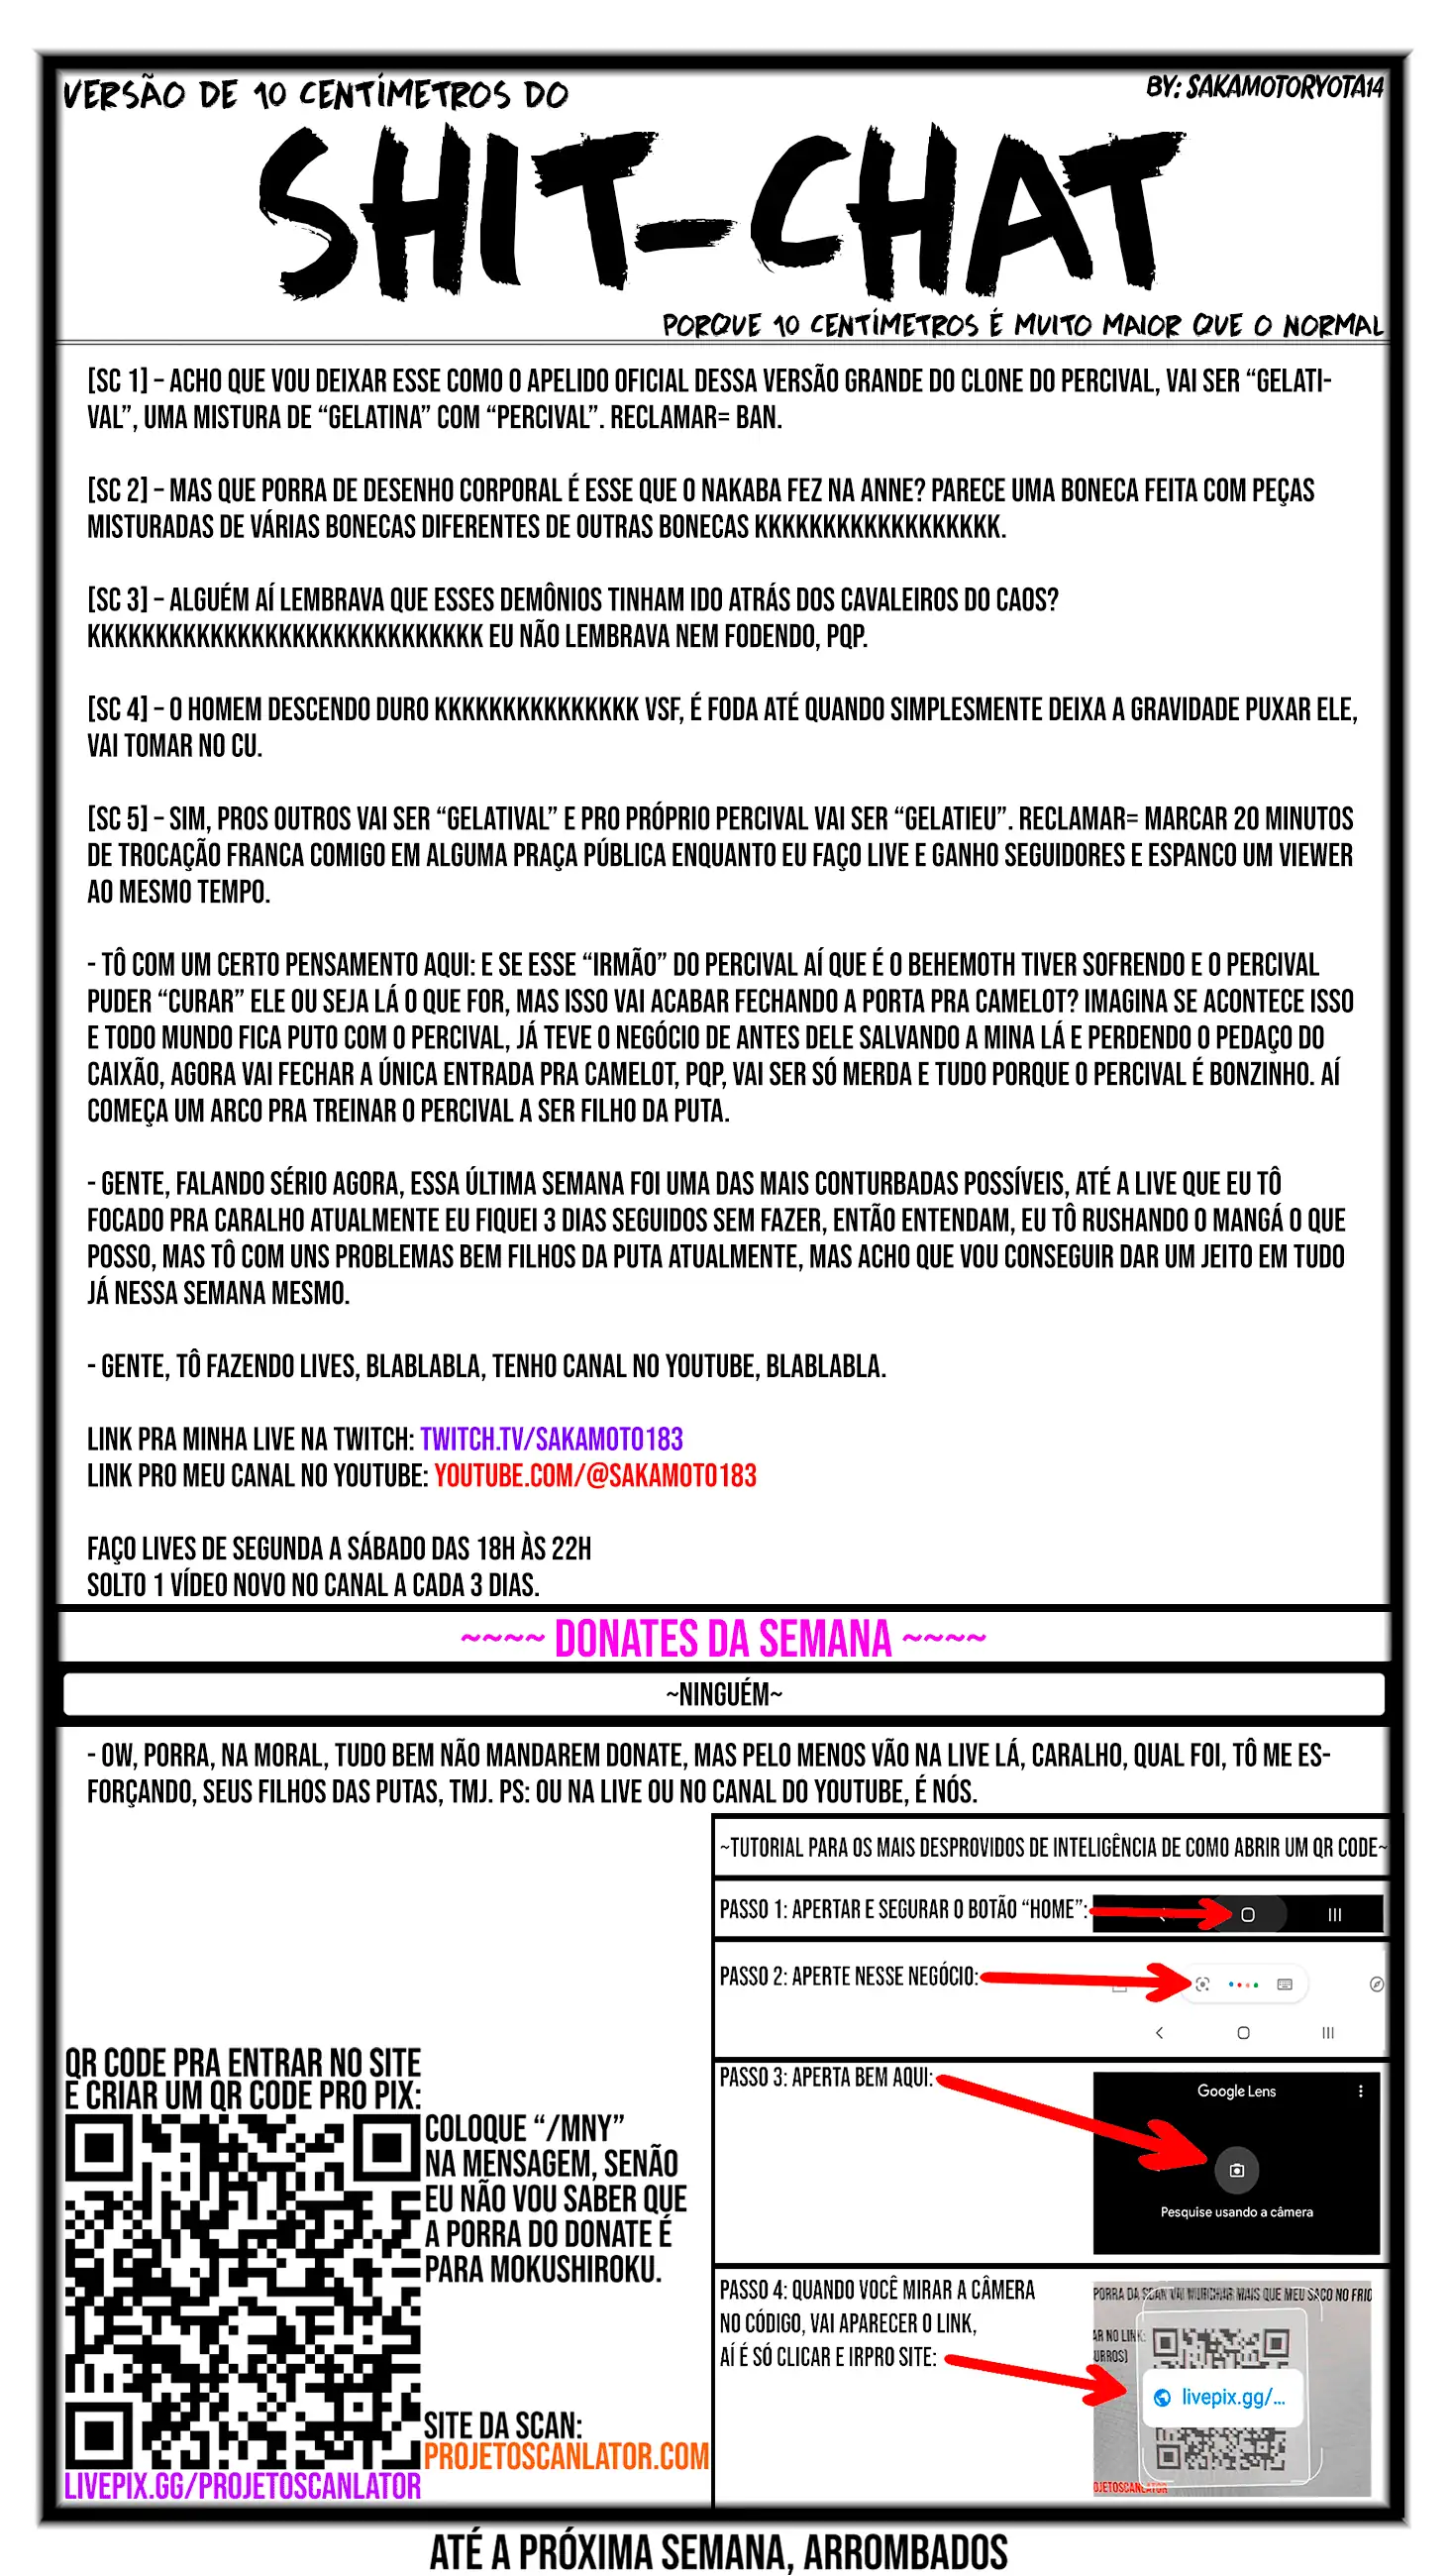 VERSÃO DE 10 CENTÍMETROS DO
BY: SAKAMOTORYOTA14
SHIT-CHAT
PORQUE 10 CENTÍMETROS É MUITO MAIOR QUE O NORMAL
[SC 1] – ACHO QUE VOU DEIXAR ESSE COMO O APELIDO OFICIAL DESSA VERSÃO GRANDE DO CLONE DO PERCIVAL, VAI SER “GELATI-
VAL”, UMA MISTURA DE “GELATINA” COM “PERCIVAL”. RECLAMAR= BAN.
[SC 2] – MAS QUE PORRA DE DESENHO CORPORAL É ESSE QUE O NAKABA FEZ NA ANNE? PARECE UMA BONECA FEITA COM PEÇAS
MISTURADAS DE VÁRIAS BONECAS DIFERENTES DE OUTRAS BONECAS KKKKKKKKKKKKKKKKKK.
[SC 3] – ALGUÉM AÍ LEMBRAVA QUE ESSES DEMÔNIOS TINHAM IDO ATRÁS DOS CAVALEIROS DO CAOS?
KKKKKKKKKKKKKKKKKKKKKKKKKKKKK EU NÃO LEMBRAVA NEM FODENDO, PQP.
[SC 4] – O HOMEM DESCENDO DURO KKKKKKKKKKKKKKK VSF, É FODA ATÉ QUANDO SIMPLESMENTE DEIXA A GRAVIDADE PUXAR ELE,
VAI TOMAR NO CU.
[SC 5] – SIM, PROS OUTROS VAI SER “GELATIVAL” E PRO PRÓPRIO PERCIVAL VAI SER “GELATIEU”. RECLAMAR= MARCAR 20 MINUTOS
DE TROCAÇÃO FRANCA COMIGO EM ALGUMA PRAÇA PÚBLICA ENQUANTO EU FAÇO LIVE E GANHO SEGUIDORES E ESPANCO UM VIEWER
AO MESMO TEMPO.
- TÔ COM UM CERTO PENSAMENTO AQUI: E SE ESSE “IRMÃO” DO PERCIVAL AÍ QUE É O BEHEMOTH TIVER SOFRENDO E O PERCIVAL
PUDER “CURAR” ELE OU SEJA LÁ O QUE FOR, MAS ISSO VAI ACABAR FECHANDO A PORTA PRA CAMELOT? IMAGINA SE ACONTECE ISSO
E TODO MUNDO FICA PUTO COM O PERCIVAL, JÁ TEVE O NEGÓCIO DE ANTES DELE SALVANDO A MINA LÁ E PERDENDO O PEDAÇO DO
CAIXÃO, AGORA VAI FECHAR A ÚNICA ENTRADA PRA CAMELOT, PQP, VAI SER SÓ MERDA E TUDO PORQUE O PERCIVAL É BONZINHO. AÍ
COMEÇA UM ARCO PRA TREINAR O PERCIVAL A SER FILHO DA PUTA.
- GENTE, FALANDO SÉRIO AGORA, ESSA ÚLTIMA SEMANA FOI UMA DAS MAIS CONTURBADAS POSSÍVEIS, ATÉ A LIVE QUE EU TÔ
FOCADO PRA CARALHO ATUALMENTE EU FIQUEI 3 DIAS SEGUIDOS SEM FAZER, ENTÃO ENTENDAM, EU TÔ RUSHANDO O MANGÁ O QUE
POSSO, MAS TÔ COM UNS PROBLEMAS BEM FILHOS DA PUTA ATUALMENTE, MAS ACHO QUE VOU CONSEGUIR DAR UM JEITO EM TUDO
JÁ NESSA SEMANA MESMO.
- GENTE, TÔ FAZENDO LIVES, BLABLABLA, TENHO CANAL NO YOUTUBE, BLABLABLA.
LINK PRA MINHA LIVE NA TWITCH: TWITCH.TV/SAKAMOTO183
LINK PRO MEU CANAL NO YOUTUBE: YOUTUBE.COM/@SAKAMOTO183
FAÇO LIVES DE SEGUNDA A SÁBADO DAS 18H ÀS 22H
SOLTO 1 VÍDEO NOVO NO CANAL A CADA 3 DIAS.
~~~~ DONATES DA SEMANA ~~~~
~NINGUÉM~
- OW, PORRA, NA MORAL, TUDO BEM NÃO MANDAREM DONATE, MAS PELO MENOS VÃO NA LIVE LÁ, CARALHO, QUAL FOI, TÔ ME ES-
FORÇANDO, SEUS FILHOS DAS PUTAS, TMJ. PS: OU NA LIVE OU NO CANAL DO YOUTUBE, É NÓS.
~TUTORIAL PARA OS MAIS DESPROVIDOS DE INTELIGÊNCIA DE COMO ABRIR UM QR CODE~
PASSO 1: APERTAR E SEGURAR O BOTÃO “HOME”:
PASSO 2: APERTE NESSE NEGÓCIO:
PASSO 3: APERTA BEM AQUI:
Google Lens
Pesquise usando a câmera
PASSO 4: QUANDO VOCÊ MIRAR A CÂMERA
NO CÓDIGO, VAI APARECER O LINK,
AÍ É SÓ CLICAR E IRPRO SITE:
PORRA DA SCAN VAI MURCHAR MAIS QUE MEU SACO NO FRIO
AR NO LINK:
URROS]
livepix.gg/...
OJETOSCANLATOR
QR CODE PRA ENTRAR NO SITE
E CRIAR UM QR CODE PRO PIX:
COLOQUE “/MNY”
NA MENSAGEM, SENÃO
EU NÃO VOU SABER QUE
A PORRA DO DONATE É
PARA MOKUSHIROKU.
SITE DA SCAN:
PROJETOSCANLATOR.COM
LIVEPIX.GG/PROJETOSCANLATOR
ATÉ A PRÓXIMA SEMANA, ARROMBADOS